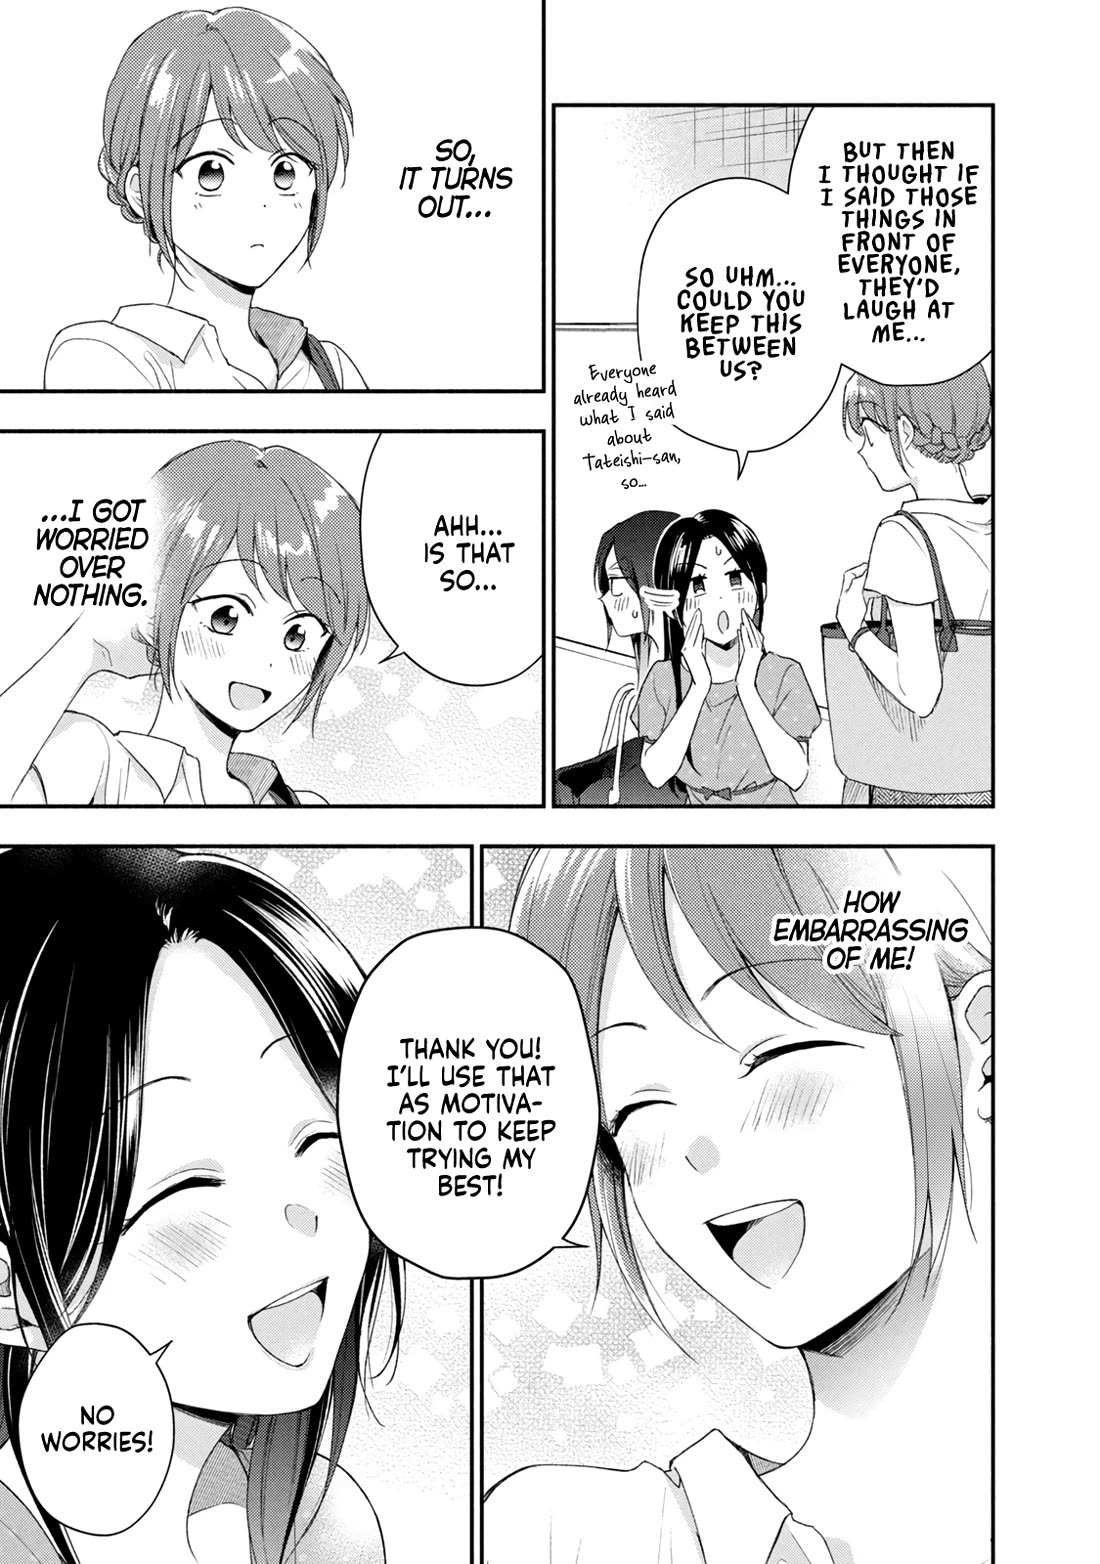 BUT THEN
I THOUGHT IF
I SAID THOSE
THINGS IN
FRONT OF
EVERYONE,
THEY'D
LAUGH AT
ME...
SO UHM...
COULD YOU
KEEP THIS
BETWEEN
US?
Everyone
already heard
what I said
about
Tateishi-san,
so...
SO,
IT TURNS
OUT...
AHH...
IS THAT
SO...
...I GOT
WORRIED
OVER
NOTHING.
HOW
EMBARRASSING
OF ME!
THANK YOU!
I'LL USE THAT
AS MOTIVA-
TION TO KEEP
TRYING MY
BEST!
NO
WORRIES!